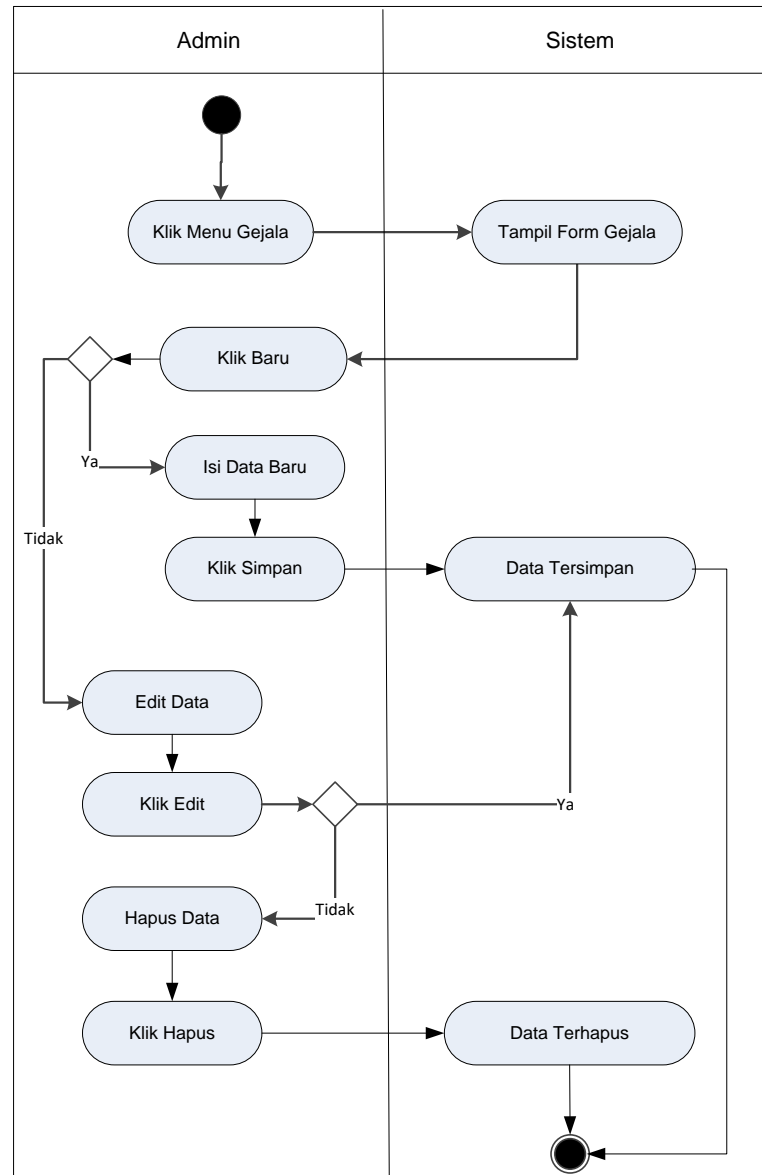 Admin
Sistem
Klik Menu Gejala
Tampil Form Gejala
Klik Baru
Ya
Isi Data Baru
Tidak
Klik Simpan
Data Tersimpan
Edit Data
Klik Edit
Ya
Tidak
Hapus Data
Klik Hapus
Data Terhapus